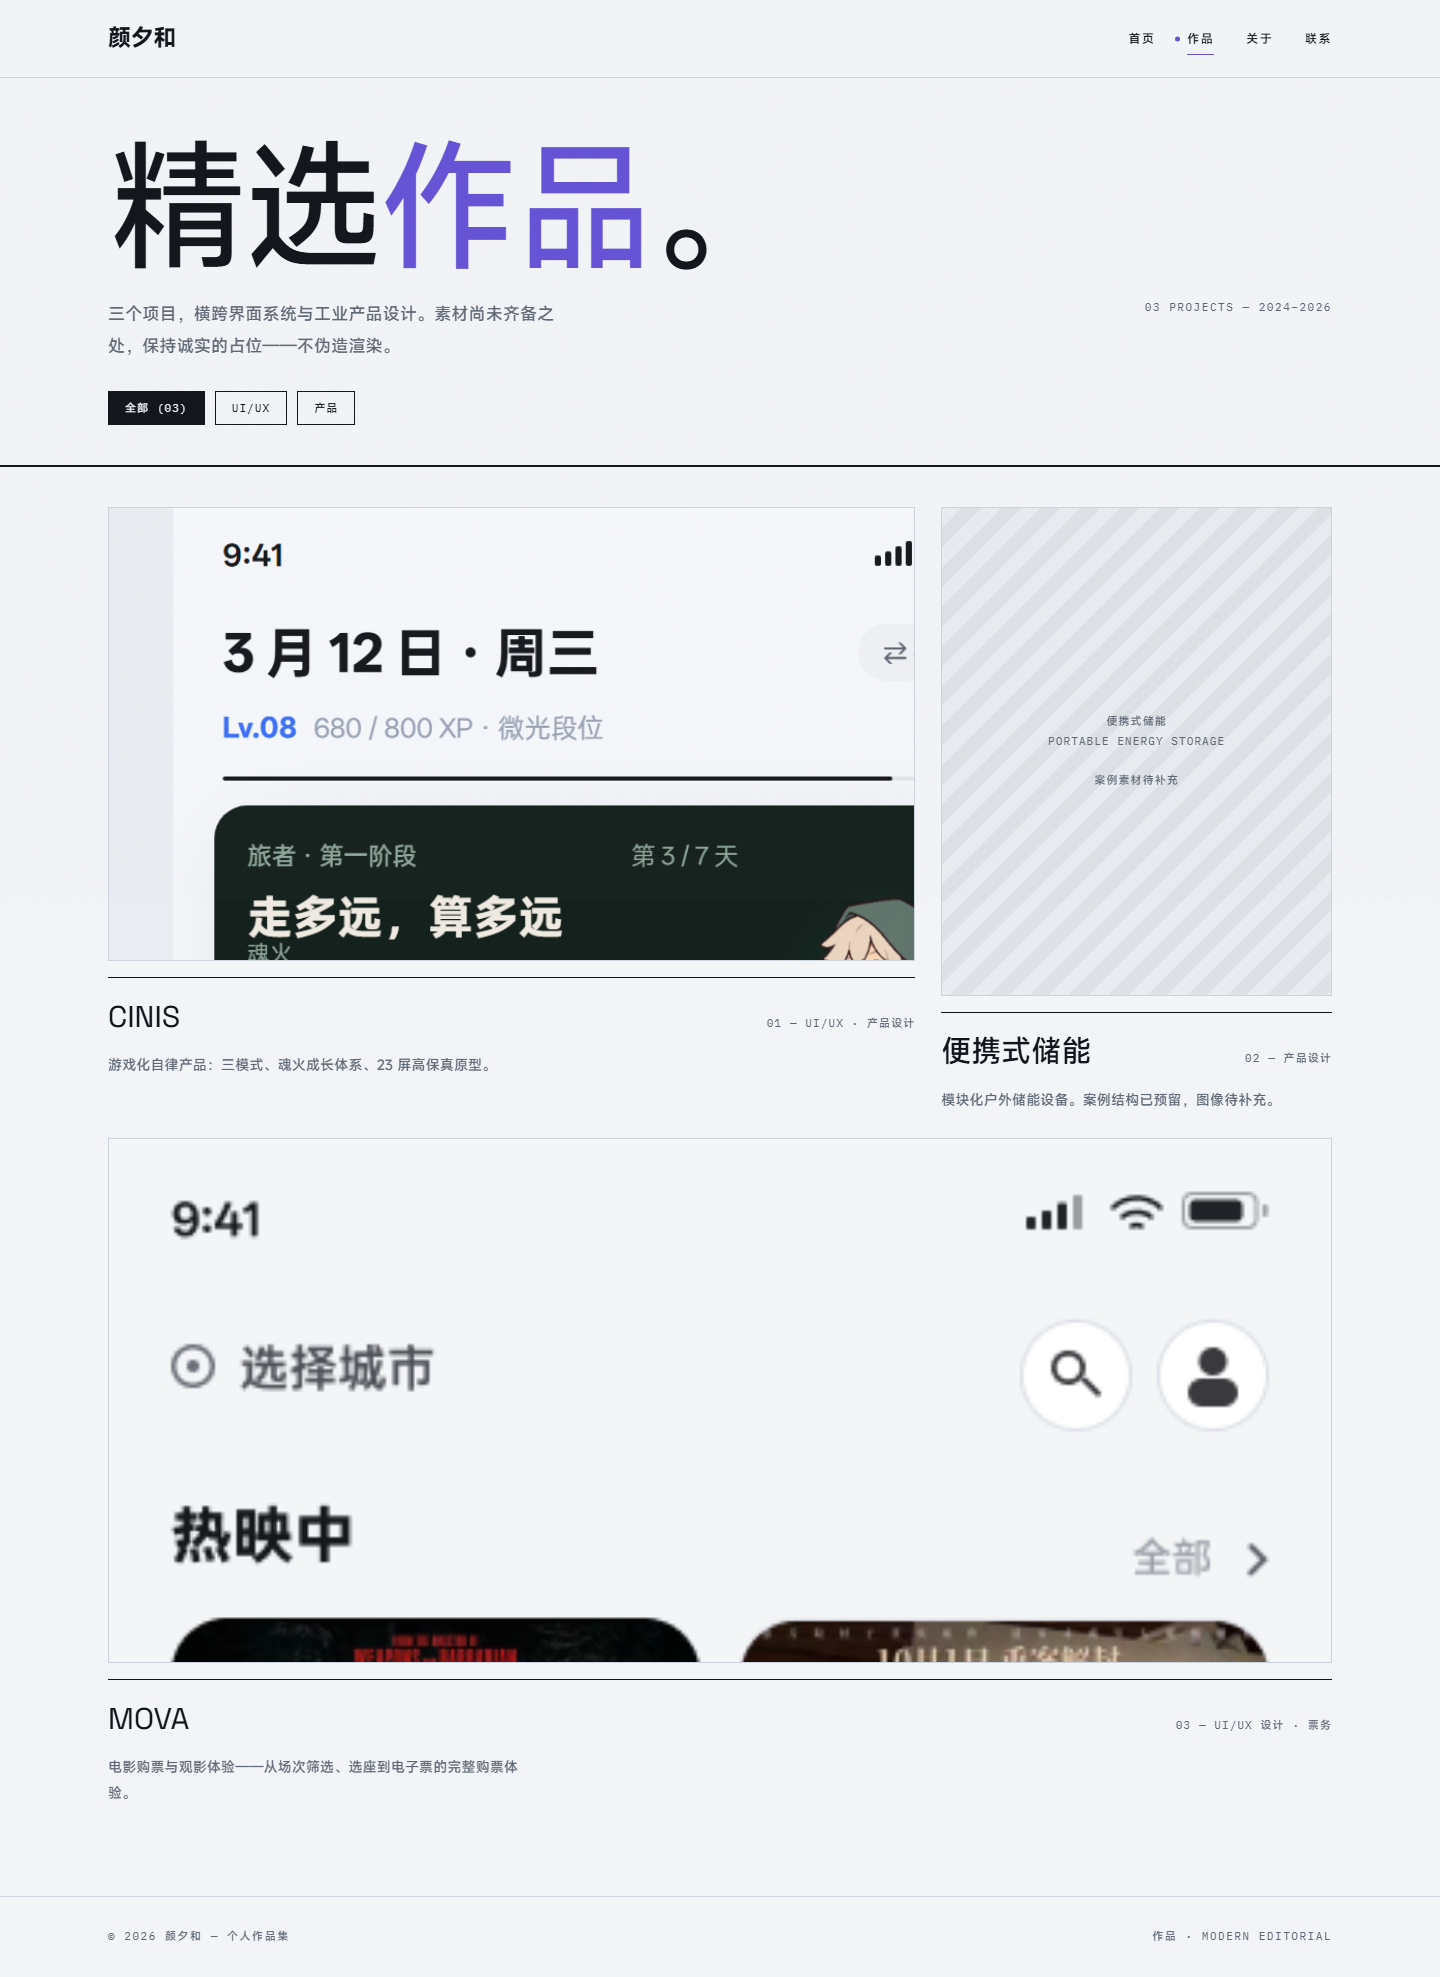 颜夕和
首页 作品 关于 联系
精选作品。
三个项目，横跨界面系统与工业产品设计。素材尚未齐备之
处，保持诚实的占位——不伪造渲染。
03 PROJECTS — 2024–2026
全部 (03) UI/UX 产品
9:41
3 月 12 日 · 周三
Lv.08 680 / 800 XP · 微光段位
旅者 · 第一阶段 第 3 / 7 天
走多远，算多远
魂火
便携式储能
PORTABLE ENERGY STORAGE
案例素材待补充
CINIS
01 — UI/UX · 产品设计
游戏化自律产品：三模式、魂火成长体系、23 屏高保真原型。
便携式储能
02 — 产品设计
模块化户外储能设备。案例结构已预留，图像待补充。
9:41
选择城市
热映中
全部
10月1日 重案解封
MOVA
03 — UI/UX 设计 · 票务
电影购票与观影体验——从场次筛选、选座到电子票的完整购票体
验。
© 2026 颜夕和 — 个人作品集
作品 · MODERN EDITORIAL